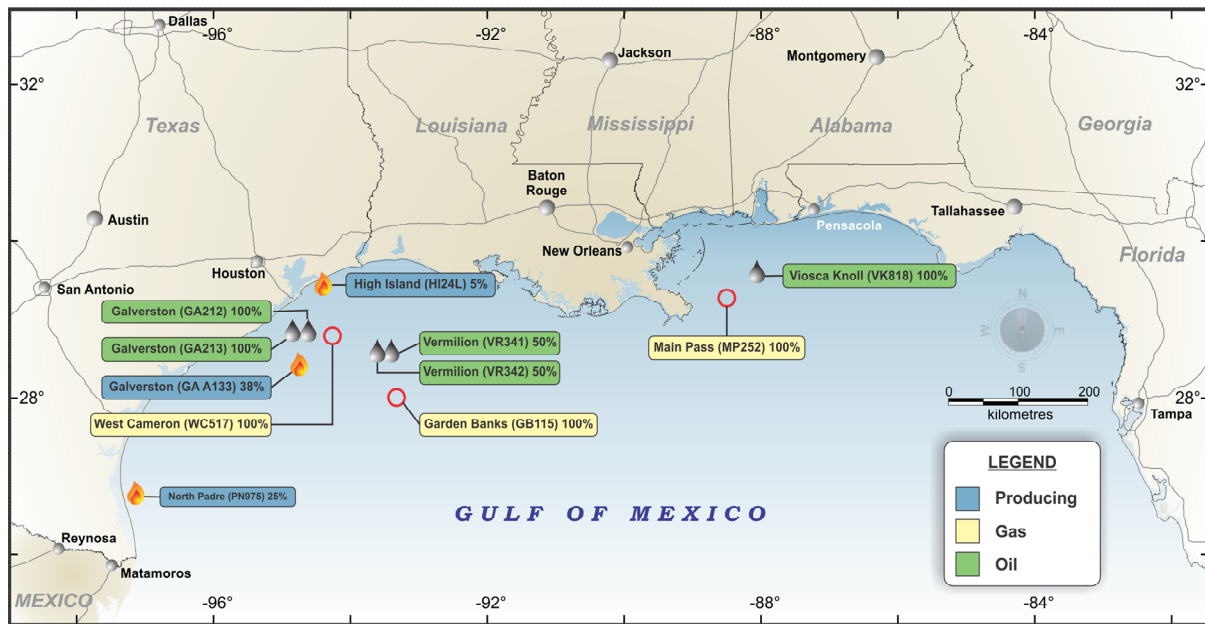 Dallas
-96°
-92°
-88°
-84°
Jackson
Montgomery
32°
32°
Texas
Louisiana
Mississippi
Alabama
Georgia
Baton
Rouge
Austin
Tallahassee
Pensacola
New Orleans
Florida
Houston
San Antonio
High Island (HI24L) 5%
Viosca Knoll (VK818) 100%
Galverston (GA212) 100%
Galverston (GA213) 100%
Vermilion (VR341) 50%
Main Pass (MP252) 100%
Vermilion (VR342) 50%
Galverston (GA A133) 38%
West Cameron (WC517) 100%
Garden Banks (GB115) 100%
N
W
E
S
28°
28°
0
100
200
kilometres
Tampa
North Padre (PN975) 25%
GULF OF MEXICO
LEGEND
Producing
Gas
Oil
Reynosa
Matamoros
MEXICO
-96°
-92°
-88°
-84°